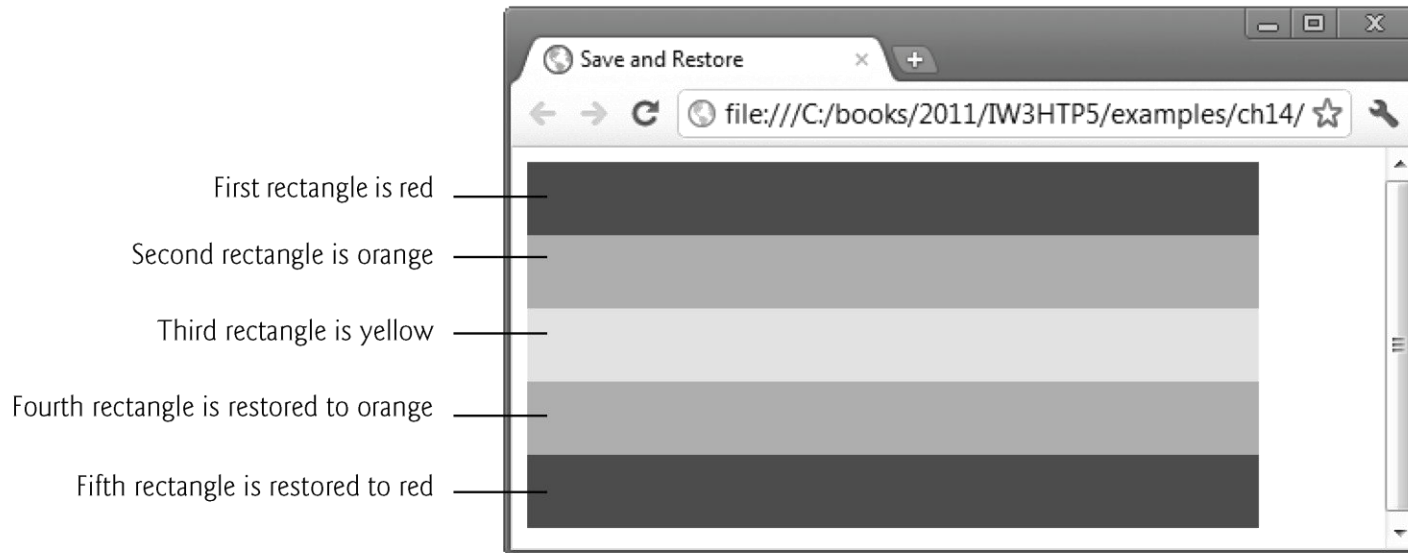 Save and Restore
file:///C:/books/2011/IW3HTP5/examples/ch14/
First rectangle is red
Second rectangle is orange
Third rectangle is yellow
Fourth rectangle is restored to orange
Fifth rectangle is restored to red